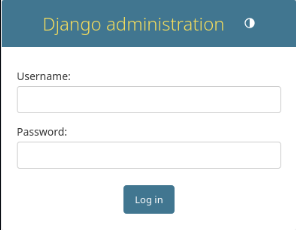 Django administration
Username:
Password:
Log in